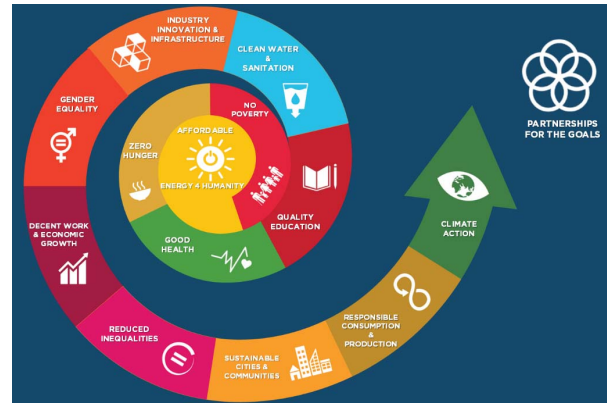 AFFORDABLE
ENERGY 4 HUMANITY
NO
POVERTY
ZERO
HUNGER
GOOD
HEALTH
QUALITY
EDUCATION
CLEAN WATER
&
SANITATION
INDUSTRY
INNOVATION &
INFRASTRUCTURE
GENDER
EQUALITY
DECENT WORK
& ECONOMIC
GROWTH
REDUCED
INEQUALITIES
SUSTAINABLE
CITIES &
COMMUNITIES
RESPONSIBLE
CONSUMPTION
&
PRODUCTION
CLIMATE
ACTION
PARTNERSHIPS
FOR THE GOALS